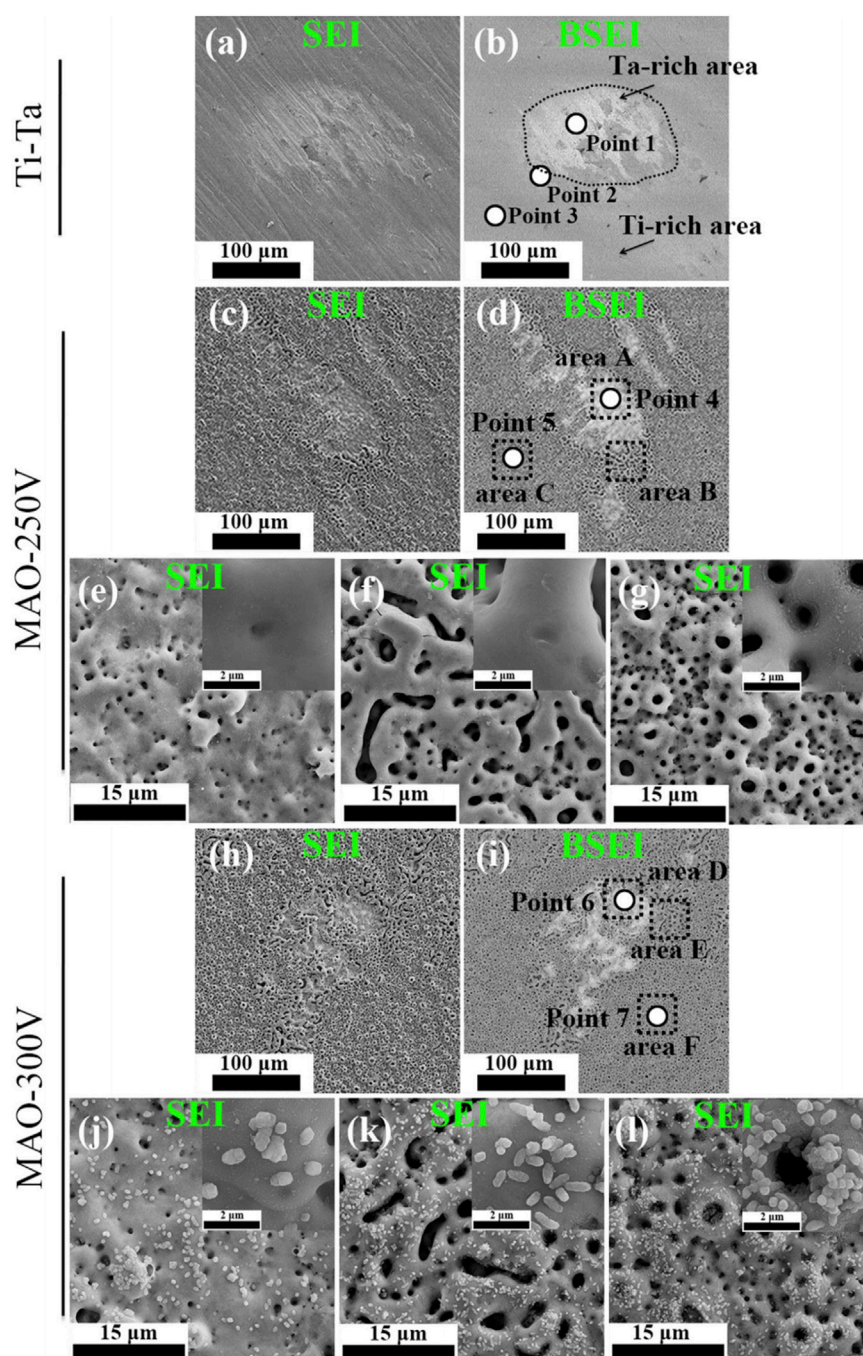 Ti-Ta
(a)
SEI
100 µm
(b)
BSEI
Ta-rich area
Point 1
Point 2
Point 3
Ti-rich area
100 µm
MAO-250V
(c)
SEI
100 µm
(d)
BSEI
area A
Point 4
Point 5
area C
area B
100 µm
(e)
SEI
2 µm
15 µm
(f)
SEI
2 µm
15 µm
(g)
SEI
2 µm
15 µm
MAO-300V
(h)
SEI
100 µm
(i)
BSEI
area D
Point 6
area E
Point 7
area F
100 µm
(j)
SEI
2 µm
15 µm
(k)
SEI
2 µm
15 µm
(l)
SEI
2 µm
15 µm